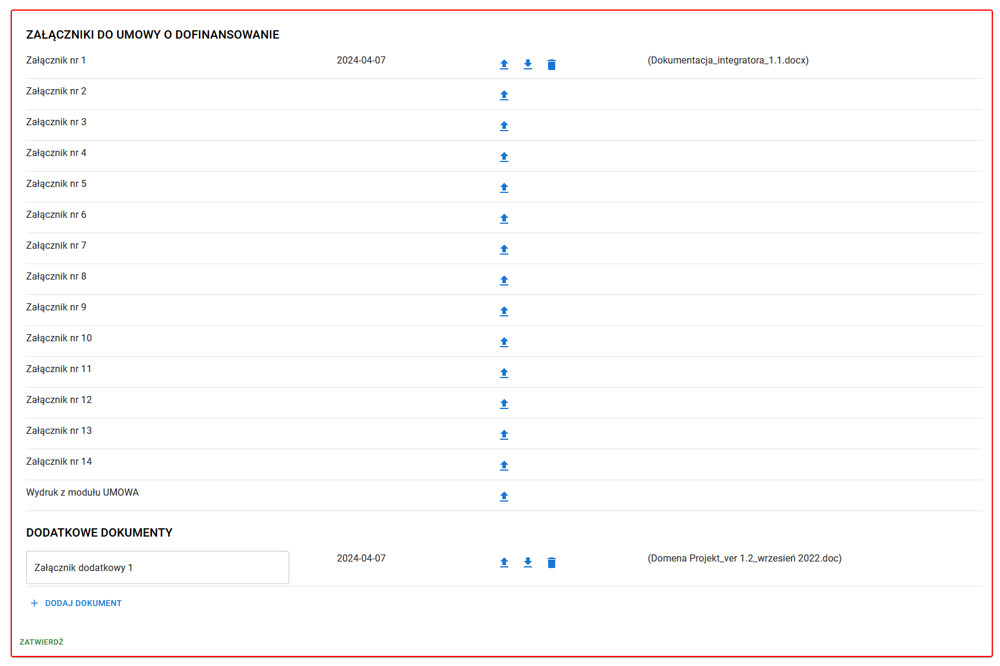 ZAŁĄCZNIKI DO UMOWY O DOFINANSOWANIE
Załącznik nr 1 2024-04-07 (Dokumentacja_integratora_1.1.docx)
Załącznik nr 2
Załącznik nr 3
Załącznik nr 4
Załącznik nr 5
Załącznik nr 6
Załącznik nr 7
Załącznik nr 8
Załącznik nr 9
Załącznik nr 10
Załącznik nr 11
Załącznik nr 12
Załącznik nr 13
Załącznik nr 14
Wydruk z modułu UMOWA
DODATKOWE DOKUMENTY
Załącznik dodatkowy 1 2024-04-07 (Domena Projekt_ver 1.2_wrzesień 2022.doc)
DODAJ DOKUMENT
ZATWIERDŹ